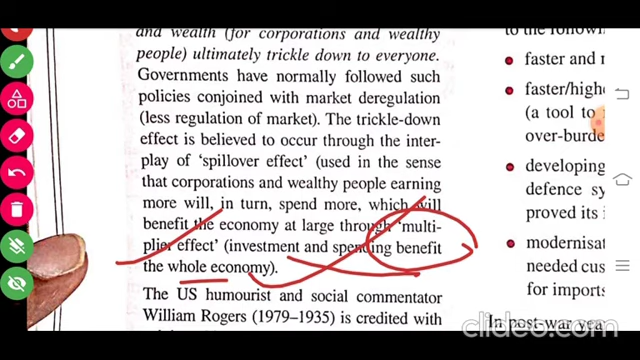 and wealth (for corporations and wealthy
people) ultimately trickle down to everyone.
Governments have normally followed such
policies conjoined with market deregulation
(less regulation of market). The trickle-down
effect is believed to occur through the inter-
play of ‘spillover effect’ (used in the sense
that corporations and wealthy people earning
more will, in turn, spend more, which will
benefit the economy at large through ‘multi-
plier effect’ (investment and spending benefit
the whole economy).
The US humourist and social commentator
William Rogers (1979–1935) is credited with
to the following
• faster and
• faster/highe
(a tool to
over-burde
• developing
defence sy
proved its i
• modernisat
needed cus
for imports
In post-war yea
clideo.com